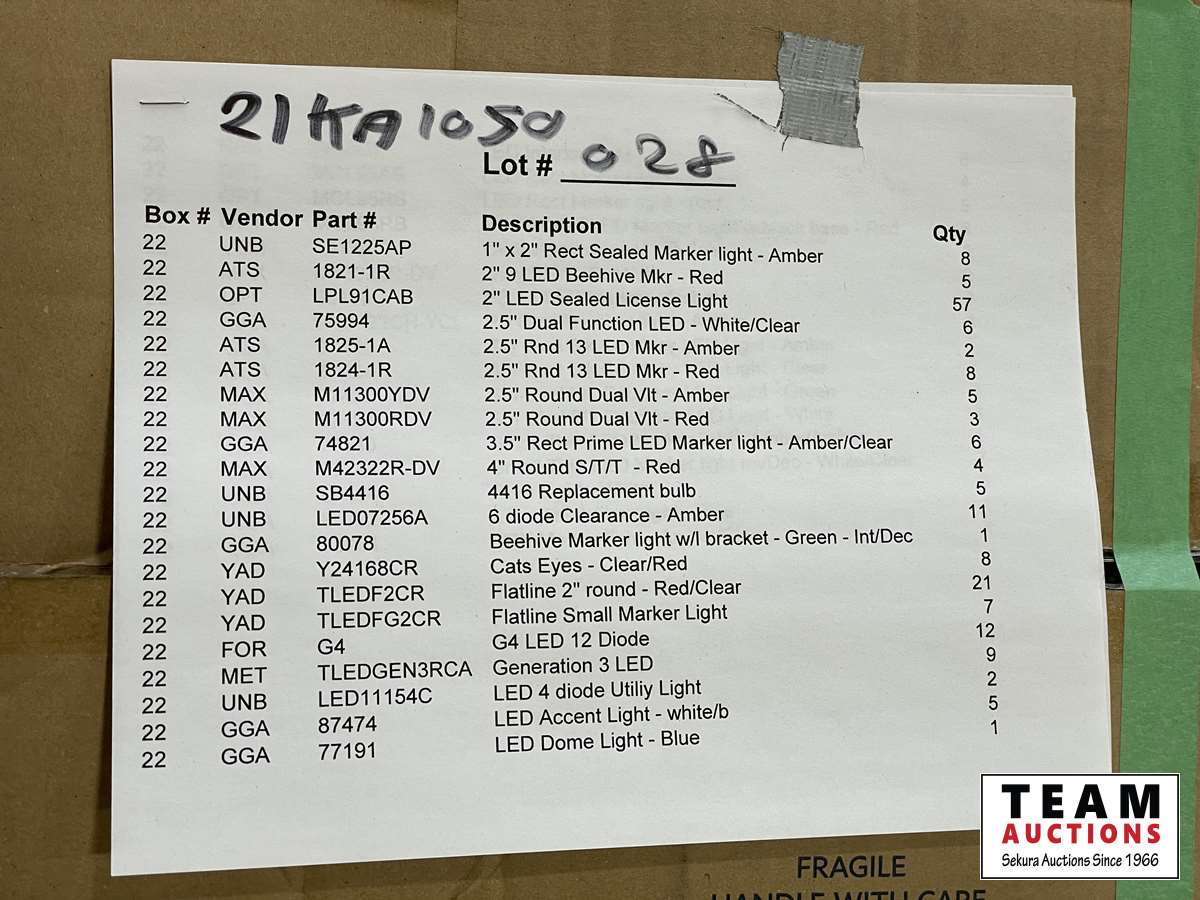 21KA1050
Lot # 028
Box # Vendor Part # Description Qty
22 UNB SE1225AP 1" x 2" Rect Sealed Marker light - Amber 8
22 ATS 1821-1R 2" 9 LED Beehive Mkr - Red 5
22 OPT LPL91CAB 2" LED Sealed License Light 57
22 GGA 75994 2.5" Dual Function LED - White/Clear 6
22 ATS 1825-1A 2.5" Rnd 13 LED Mkr - Amber 2
22 ATS 1824-1R 2.5" Rnd 13 LED Mkr - Red 8
22 MAX M11300YDV 2.5" Round Dual Vlt - Amber 5
22 MAX M11300RDV 2.5" Round Dual Vlt - Red 3
22 GGA 74821 3.5" Rect Prime LED Marker light - Amber/Clear 6
22 MAX M42322R-DV 4" Round S/T/T - Red 4
22 UNB SB4416 4416 Replacement bulb 5
22 UNB LED07256A 6 diode Clearance - Amber 11
22 GGA 80078 Beehive Marker light w/l bracket - Green - Int/Dec 1
22 YAD Y24168CR Cats Eyes - Clear/Red 8
22 YAD TLEDF2CR Flatline 2" round - Red/Clear 21
22 YAD TLEDFG2CR Flatline Small Marker Light 7
22 FOR G4 G4 LED 12 Diode 12
22 MET TLEDGEN3RCA Generation 3 LED 9
22 UNB LED11154C LED 4 diode Utiliy Light 2
22 GGA 87474 LED Accent Light - white/b 5
22 GGA 77191 LED Dome Light - Blue 1
TEAM
AUCTIONS
Sekura Auctions Since 1966
FRAGILE
HANDLE WITH CARE